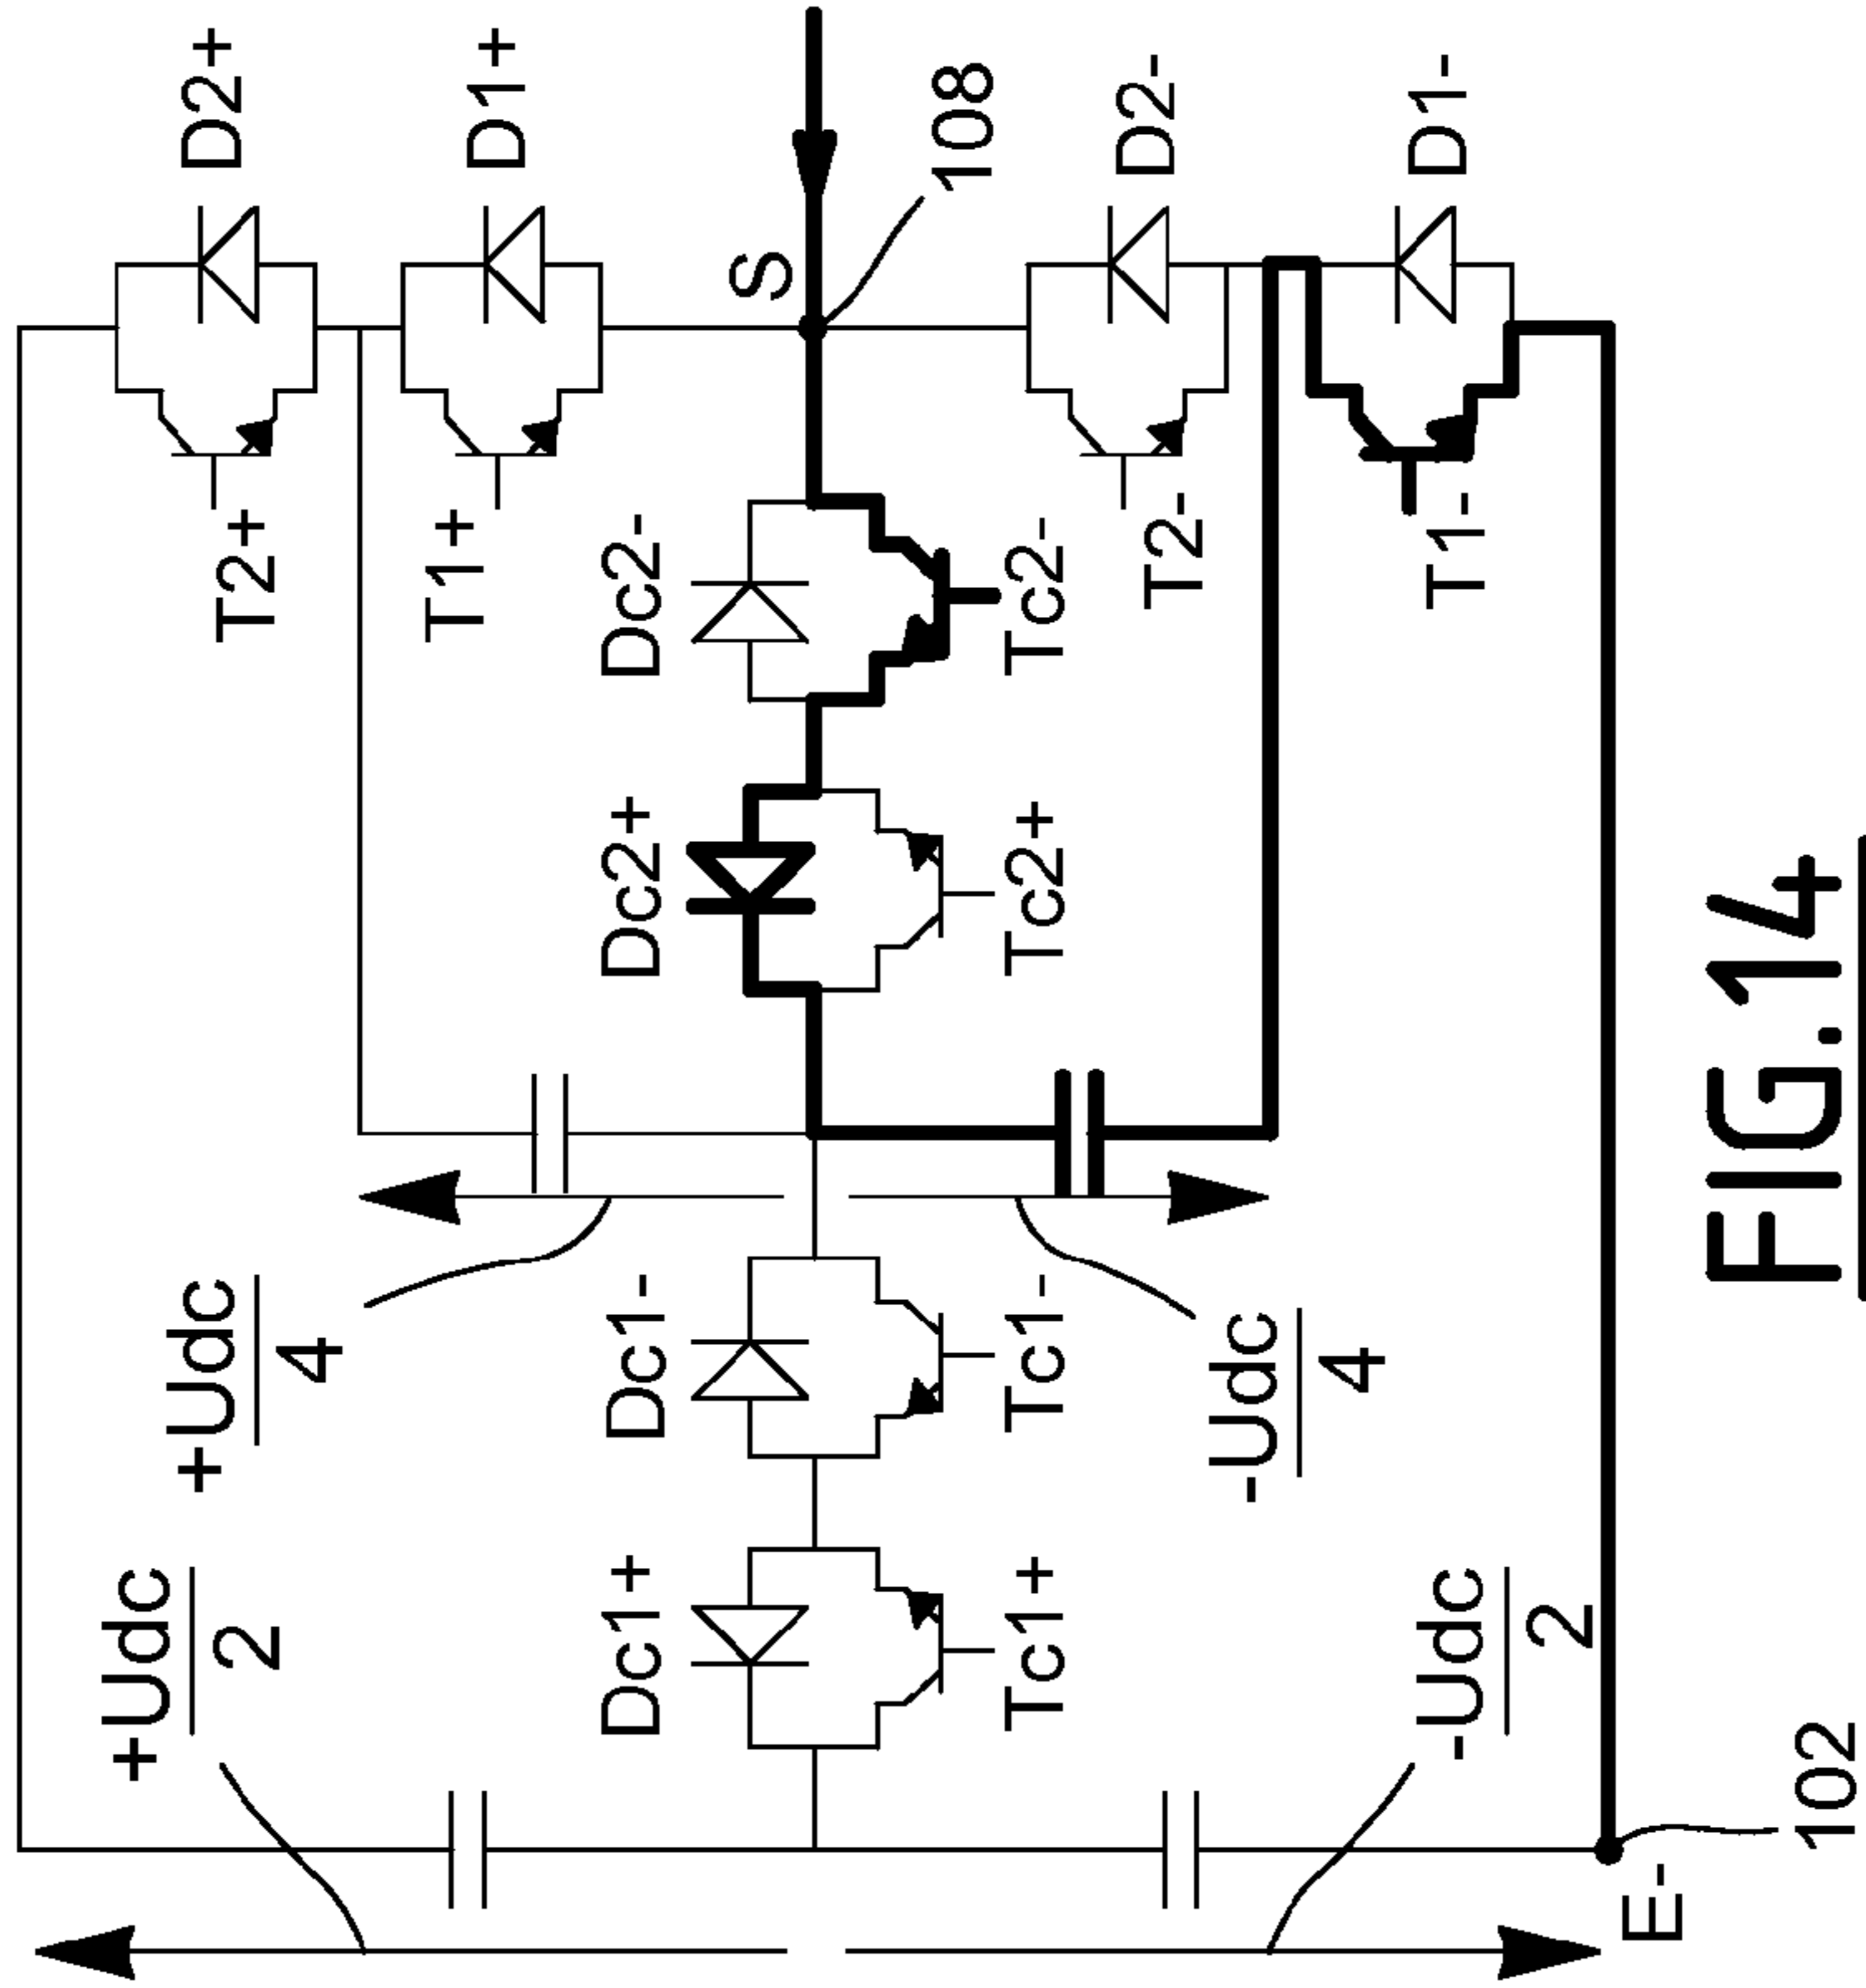 D2+
T2+
D1+
T1+
S
108
Dc2-
Tc2-
Dc2+
Tc2+
D2-
T2-
D1-
T1-
+Udc
4
-Udc
4
Dc1-
Tc1-
Dc1+
Tc1+
+Udc
2
-Udc
2
E-
102
FIG.14